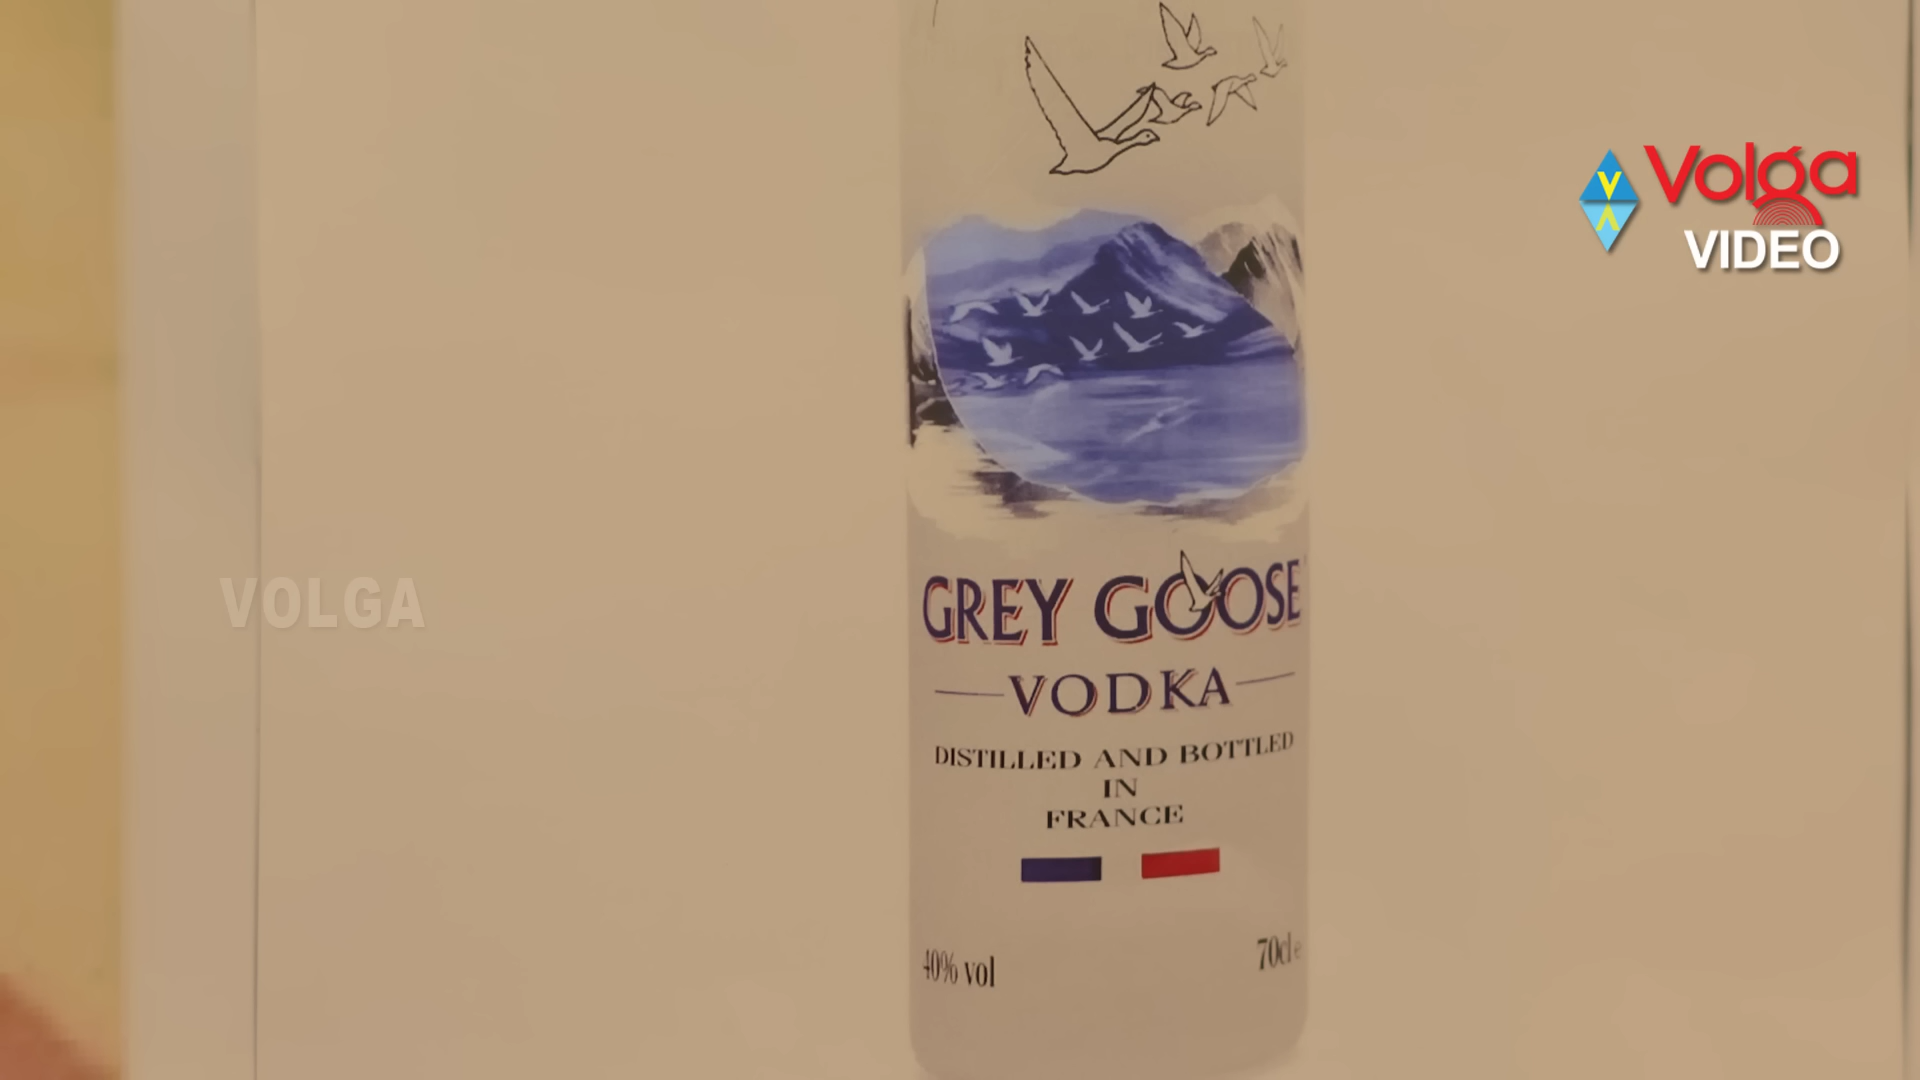 Volga
VIDEO
VOLGA
GREY GOOSE
VODKA
DISTILLED AND BOTTLED
IN
FRANCE
40% vol
70cl e